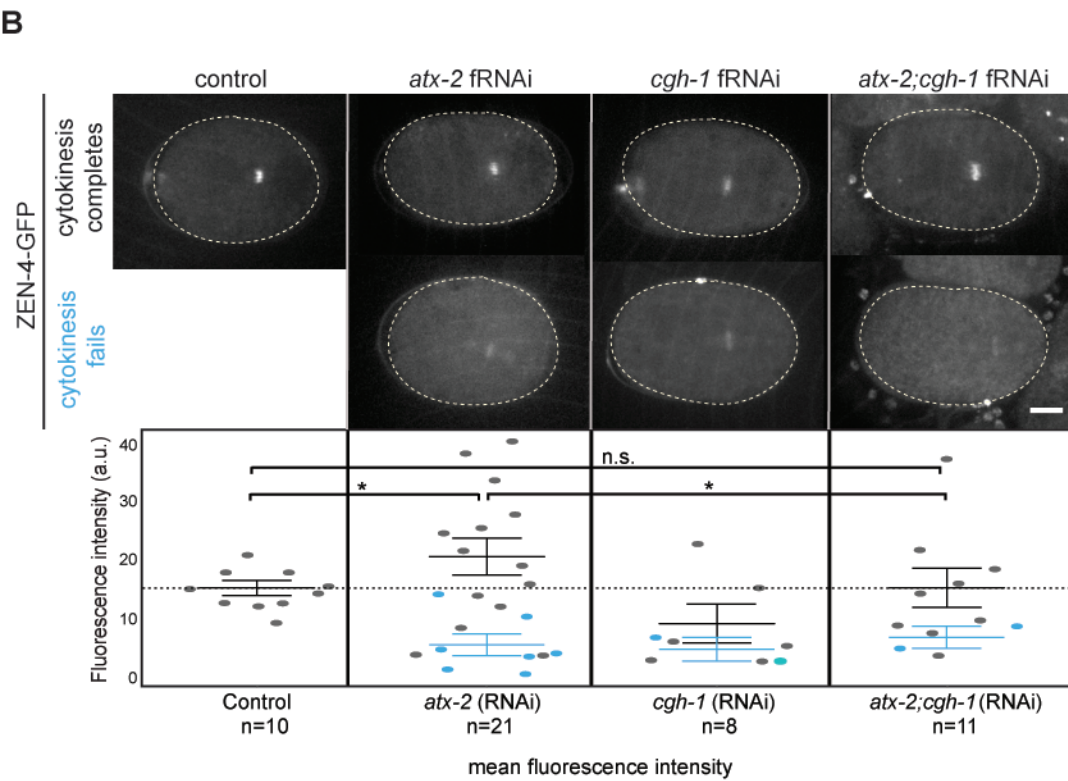 B
control
atx-2 fRNAi
cgh-1 fRNAi
atx-2;cgh-1 fRNAi
ZEN-4-GFP
cytokinesis
completes
cytokinesis
fails
Fluorescence intensity (a.u.)
40
30
20
10
0
n.s.
*
*
Control
n=10
atx-2 (RNAi)
n=21
cgh-1 (RNAi)
n=8
atx-2;cgh-1 (RNAi)
n=11
mean fluorescence intensity